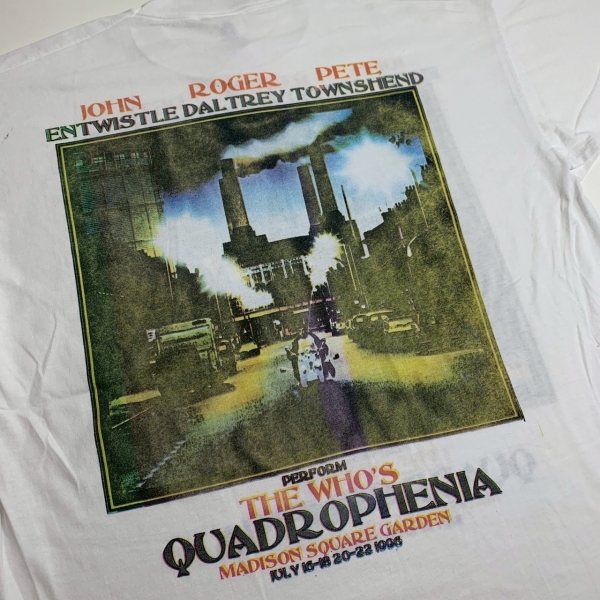 JOHN ROGER PETE
ENTWISTLE DALTREY TOWNSHEND
PERFORM
THE WHO'S
QUADROPHENIA
MADISON SQUARE GARDEN
JULY 16-18 20-22 1996